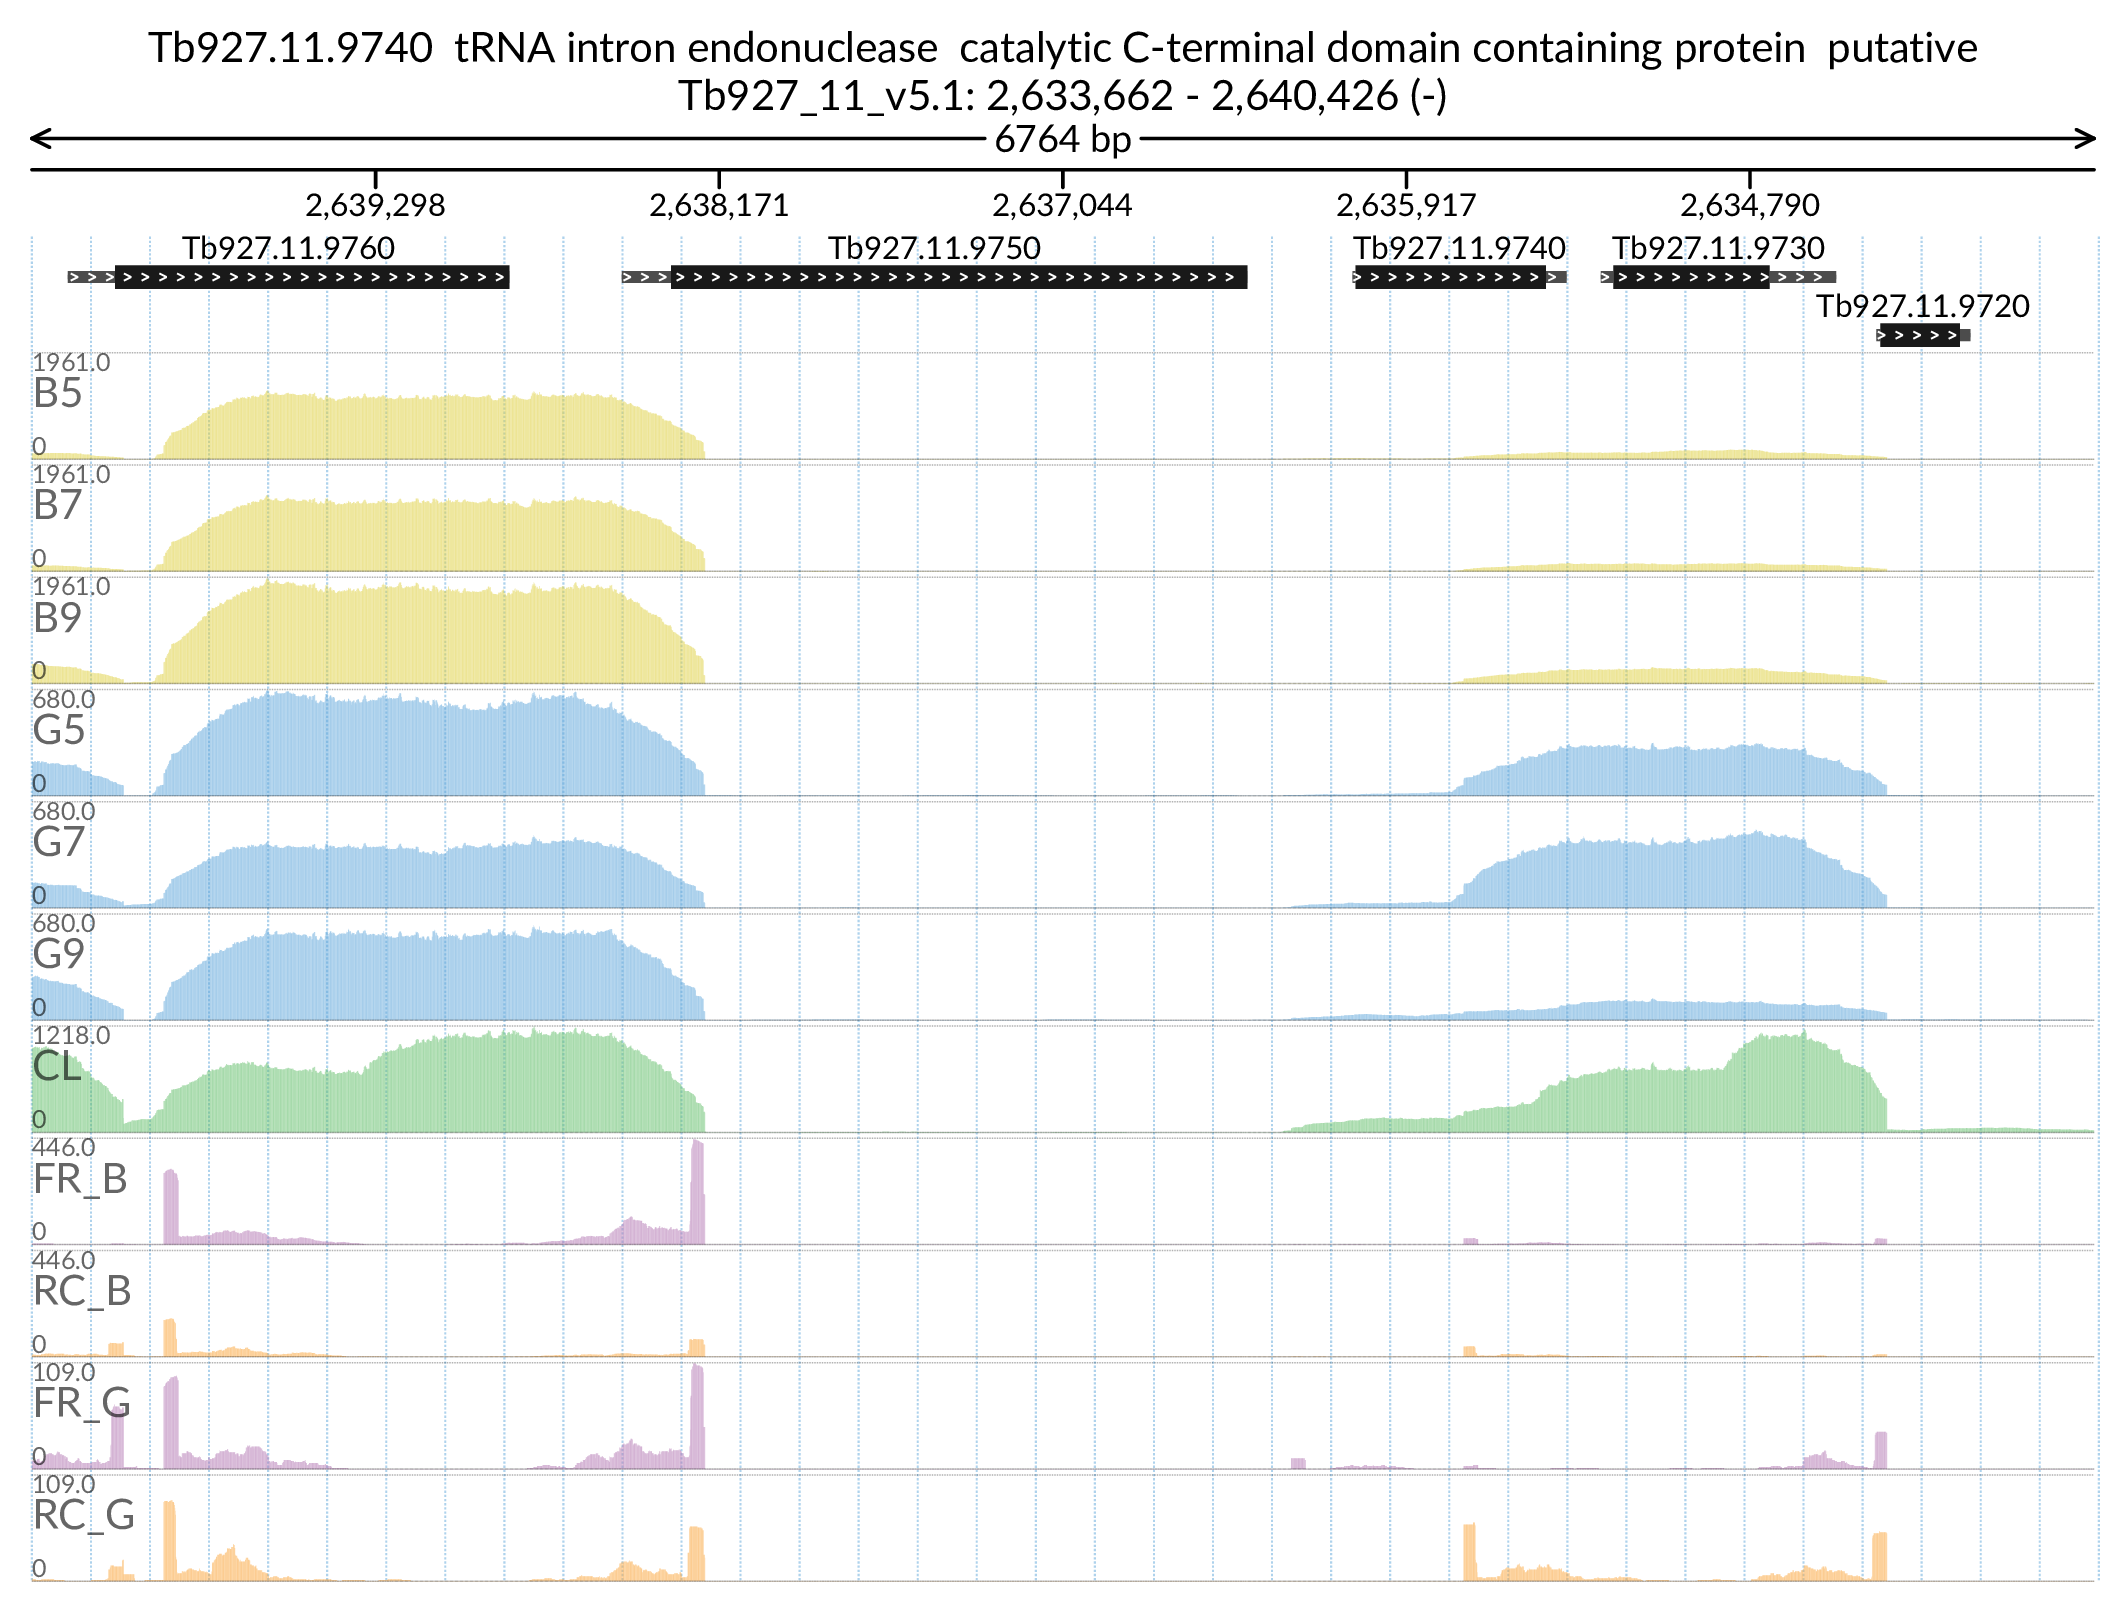 Tb927.11.9740  tRNA intron endonuclease  catalytic C-terminal domain containing protein  putative
Tb927_11_v5.1: 2,633,662 - 2,640,426 (-)
6764 bp
2,639,298 2,638,171 2,637,044 2,635,917 2,634,790
Tb927.11.9760 Tb927.11.9750 Tb927.11.9740 Tb927.11.9730
Tb927.11.9720
1961.0
B5
0
1961.0
B7
0
1961.0
B9
0
680.0
G5
0
680.0
G7
0
680.0
G9
0
1218.0
CL
0
446.0
FR_B
0
446.0
RC_B
0
109.0
FR_G
0
109.0
RC_G
0